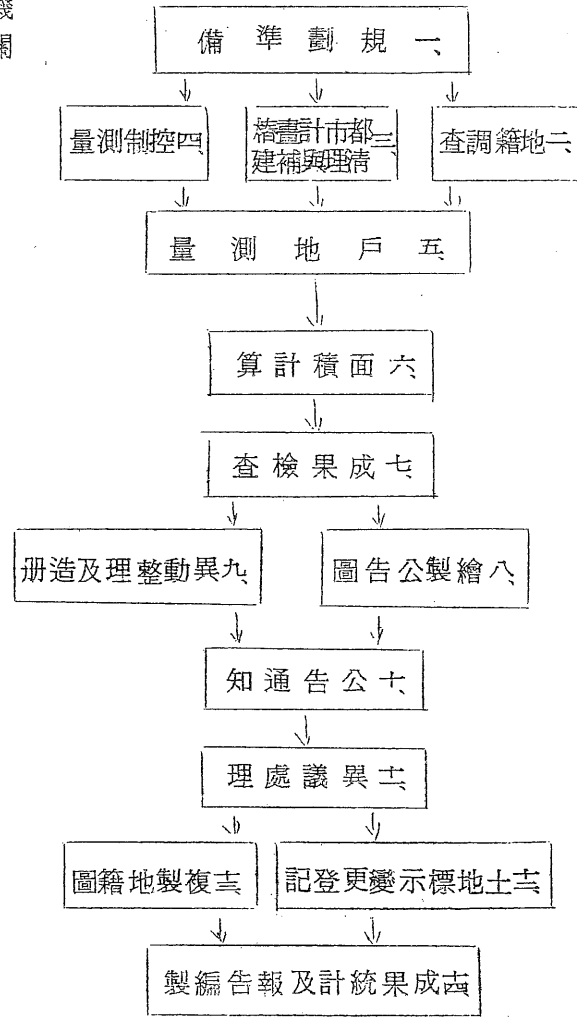 一、規劃準備
二、地籍調查
三、都市計畫樁
清理與補建
四、控制測量
五、戶地測量
六、面積計算
七、成果檢查
八、繪製公告圖
九、異動整理及造册
十、公告通知
十一、異議處理
十二、土地標示變更登記
十三、複製地籍圖
十四、成果統計及報告編製